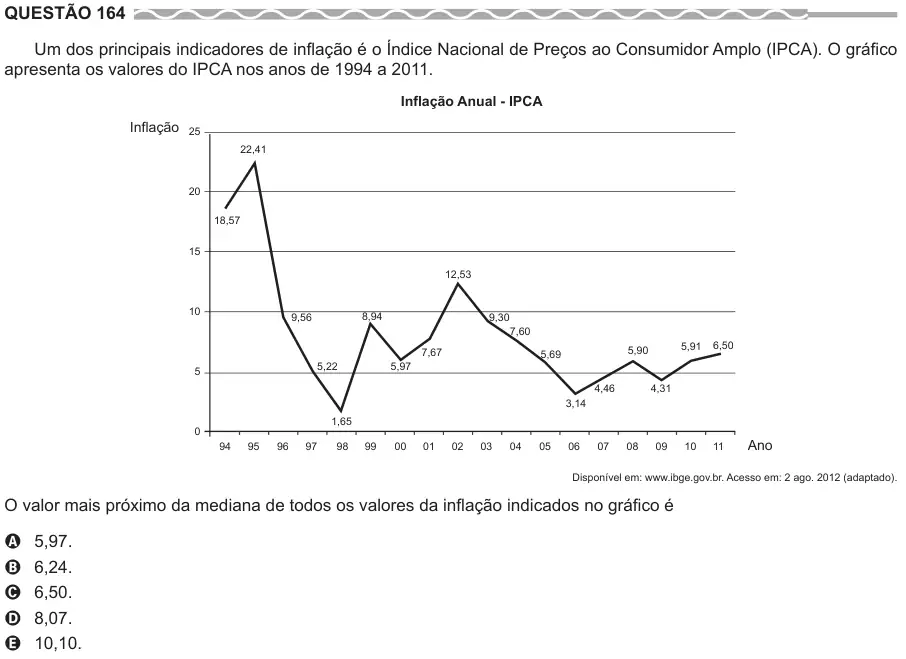 QUESTÃO 164
Um dos principais indicadores de inflação é o Índice Nacional de Preços ao Consumidor Amplo (IPCA). O gráfico
apresenta os valores do IPCA nos anos de 1994 a 2011.
Inflação Anual - IPCA
Inflação
25
20
15
10
5
0
18,57
22,41
9,56
5,22
1,65
8,94
5,97
7,67
12,53
9,30
7,60
5,69
3,14
4,46
5,90
4,31
5,91
6,50
94 95 96 97 98 99 00 01 02 03 04 05 06 07 08 09 10 11 Ano
Disponível em: www.ibge.gov.br. Acesso em: 2 ago. 2012 (adaptado).
O valor mais próximo da mediana de todos os valores da inflação indicados no gráfico é
A 5,97.
B 6,24.
C 6,50.
D 8,07.
E 10,10.